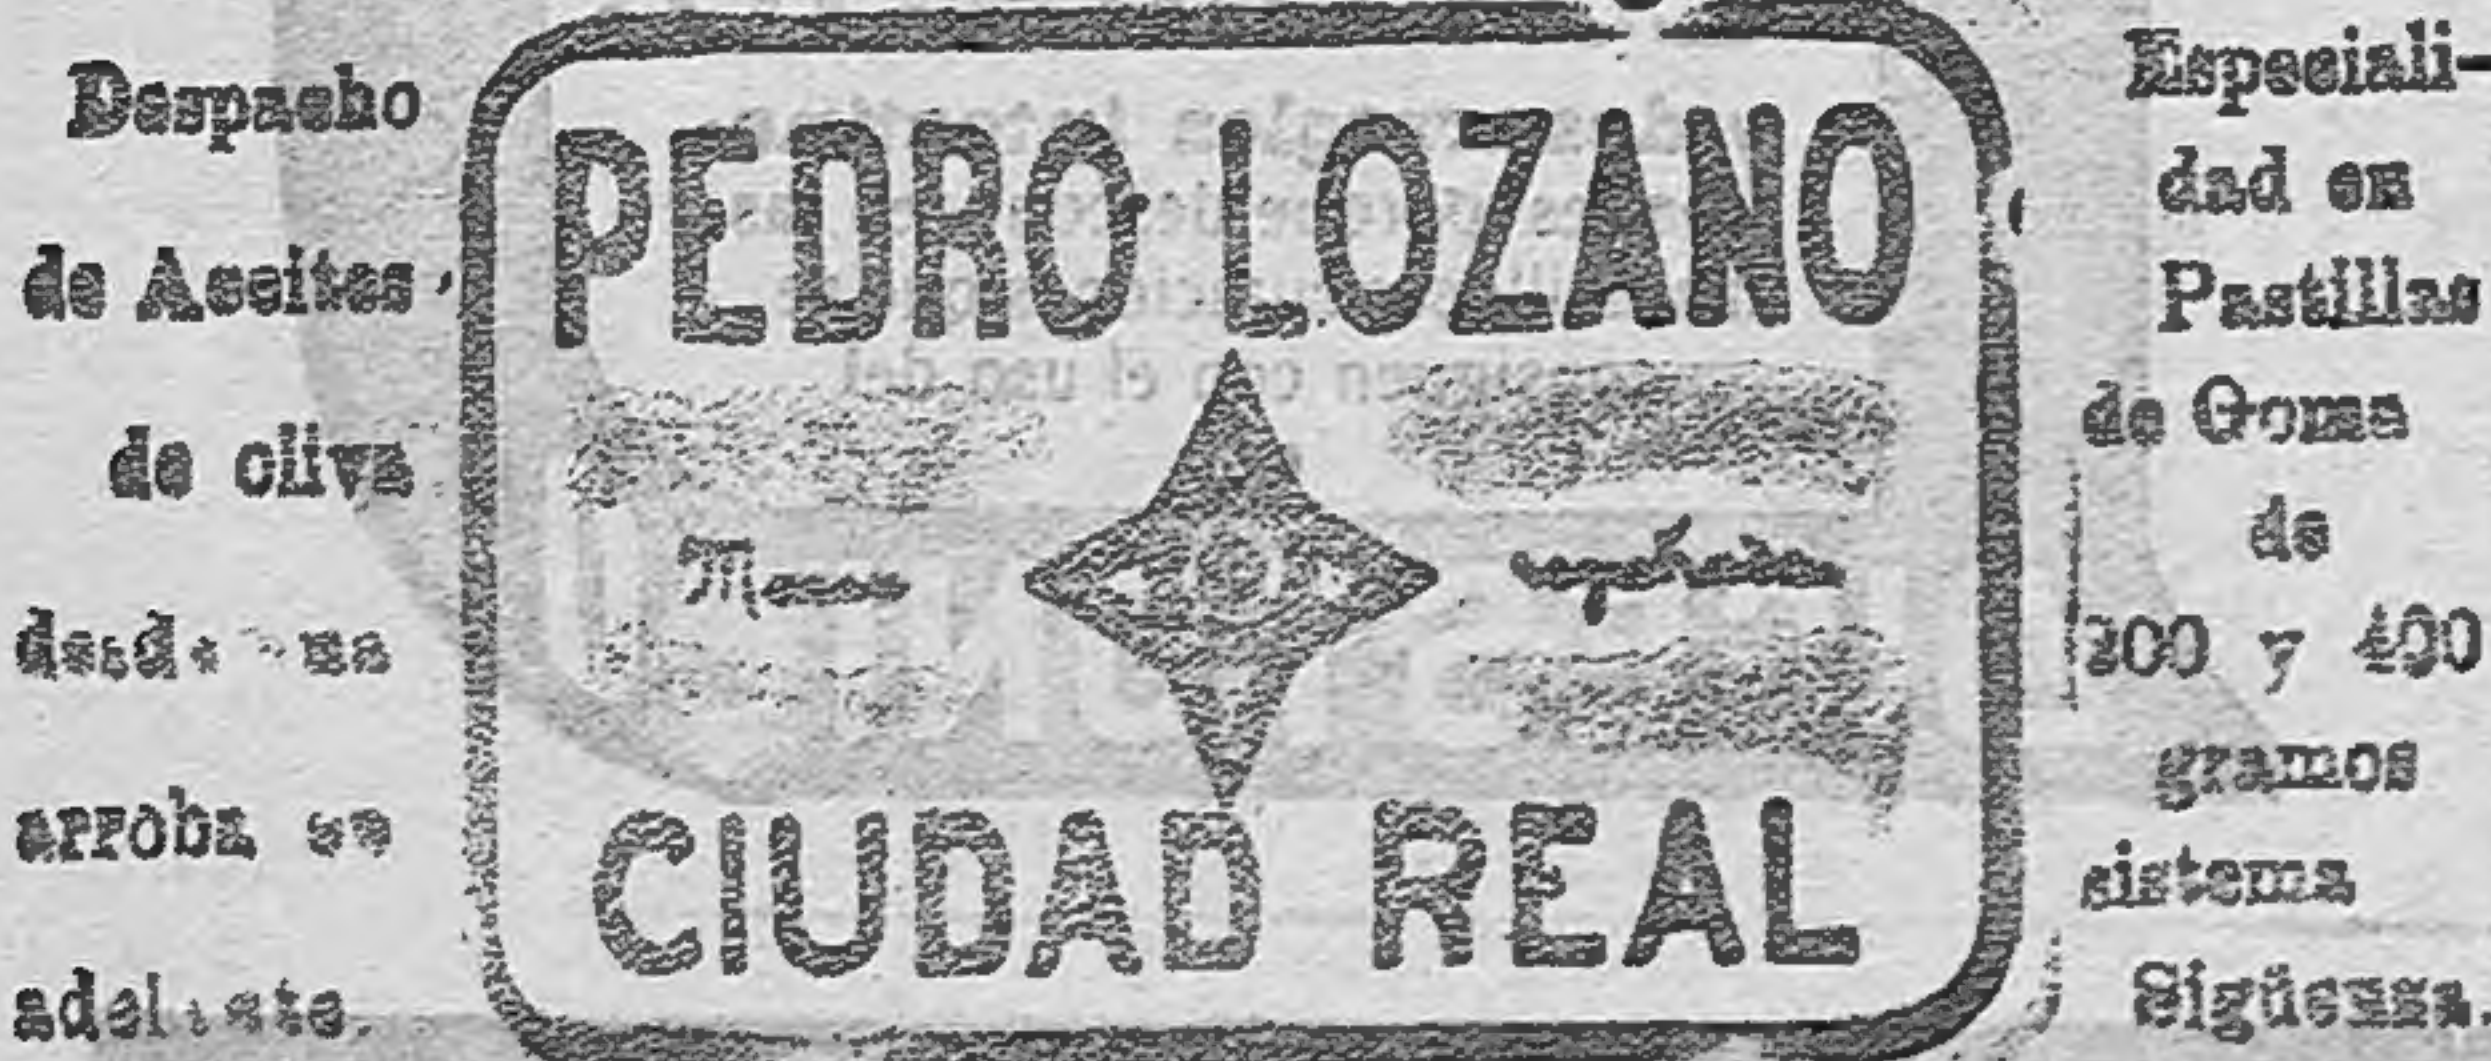 Despacho
de Aceites
de oliva
desde una
arroba en
adelante.
PEDRO LOZANO
Marca registrada
CIUDAD REAL
Especiali-
dad en
Pastillas
de Goma
de
200 y 400
gramos
sistema
Sigüenza.